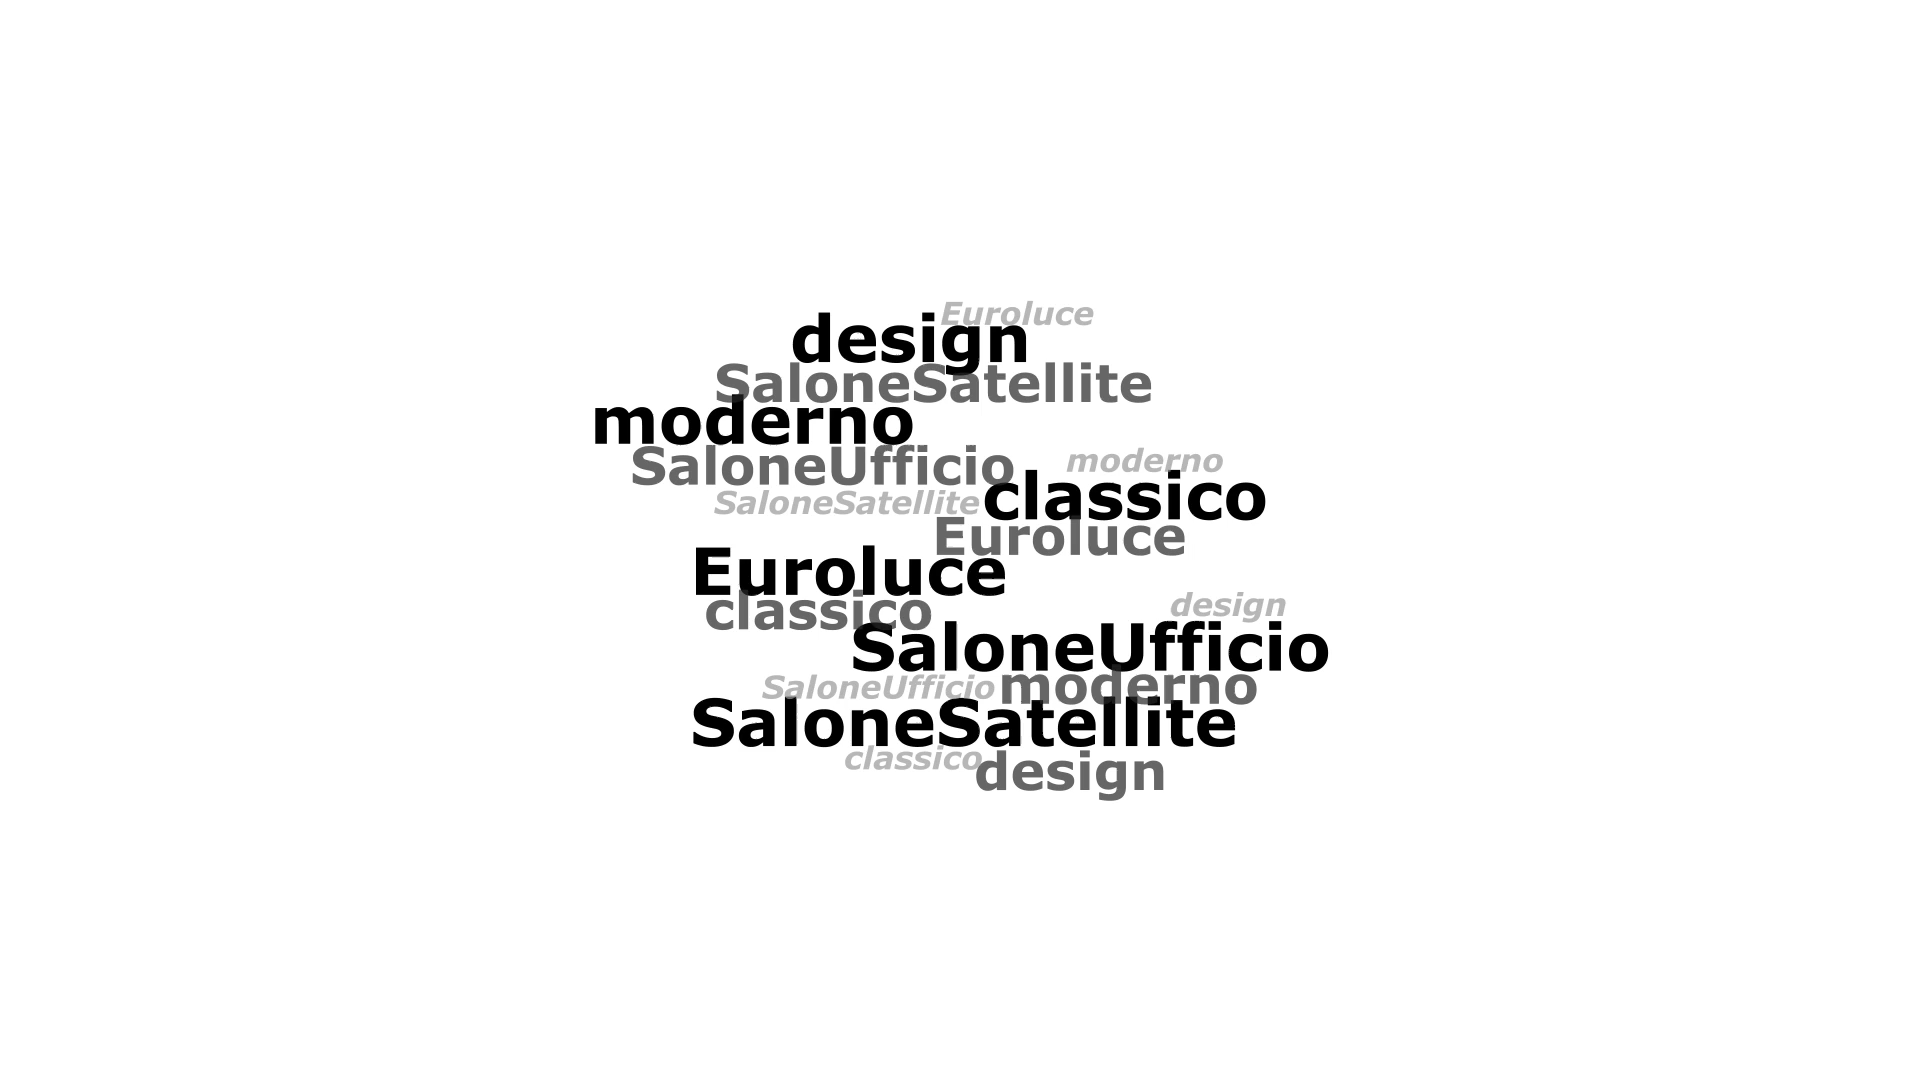 Euroluce
design
SaloneSatellite
moderno
SaloneUfficio
moderno
classico
SaloneSatellite
Euroluce
Euroluce
design
classico
SaloneUfficio
SaloneUfficio
moderno
SaloneSatellite
classico
design